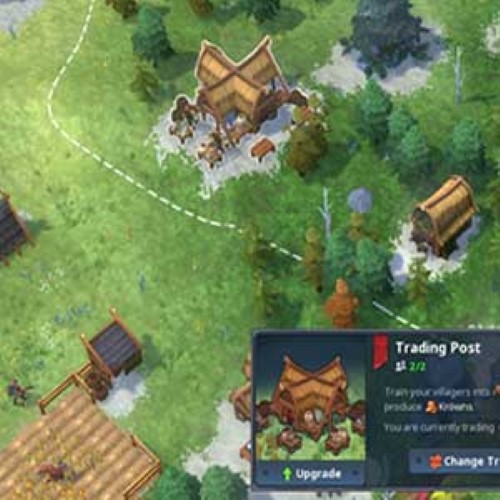 Trading Post
2/2
Train your villagers into
produce Krowns
You are currently trading
Upgrade
Change Tr